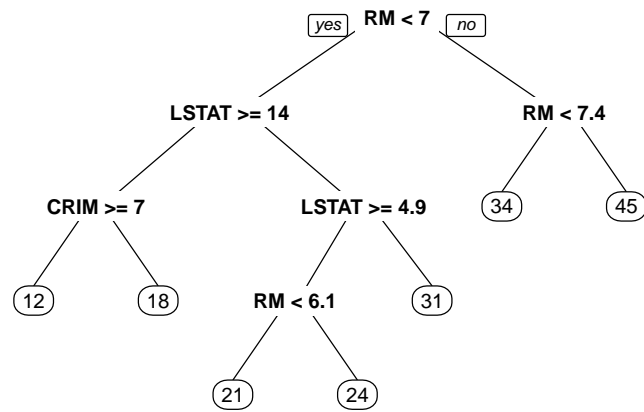 yes RM < 7 no
LSTAT >= 14 RM < 7.4
CRIM >= 7 LSTAT >= 4.9 34 45
12 18 RM < 6.1 31
21 24